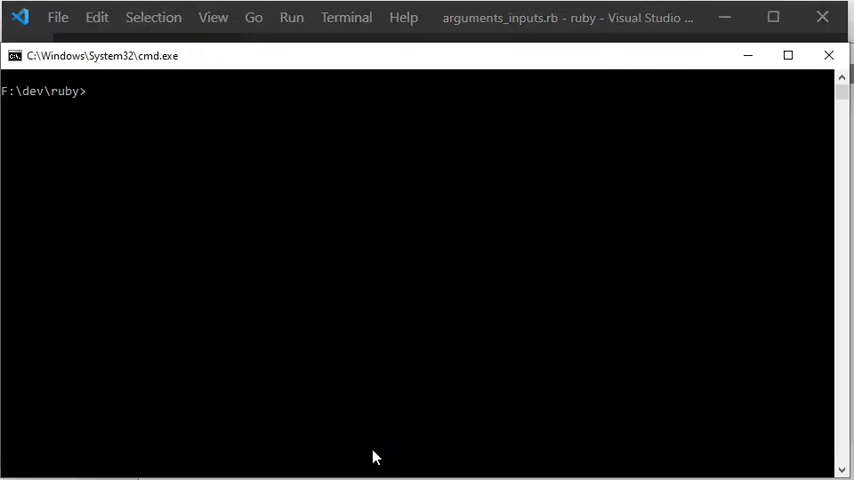 File Edit Selection View Go Run Terminal Help arguments_inputs.rb - ruby - Visual Studio ...
C:\Windows\System32\cmd.exe
F:\dev\ruby>